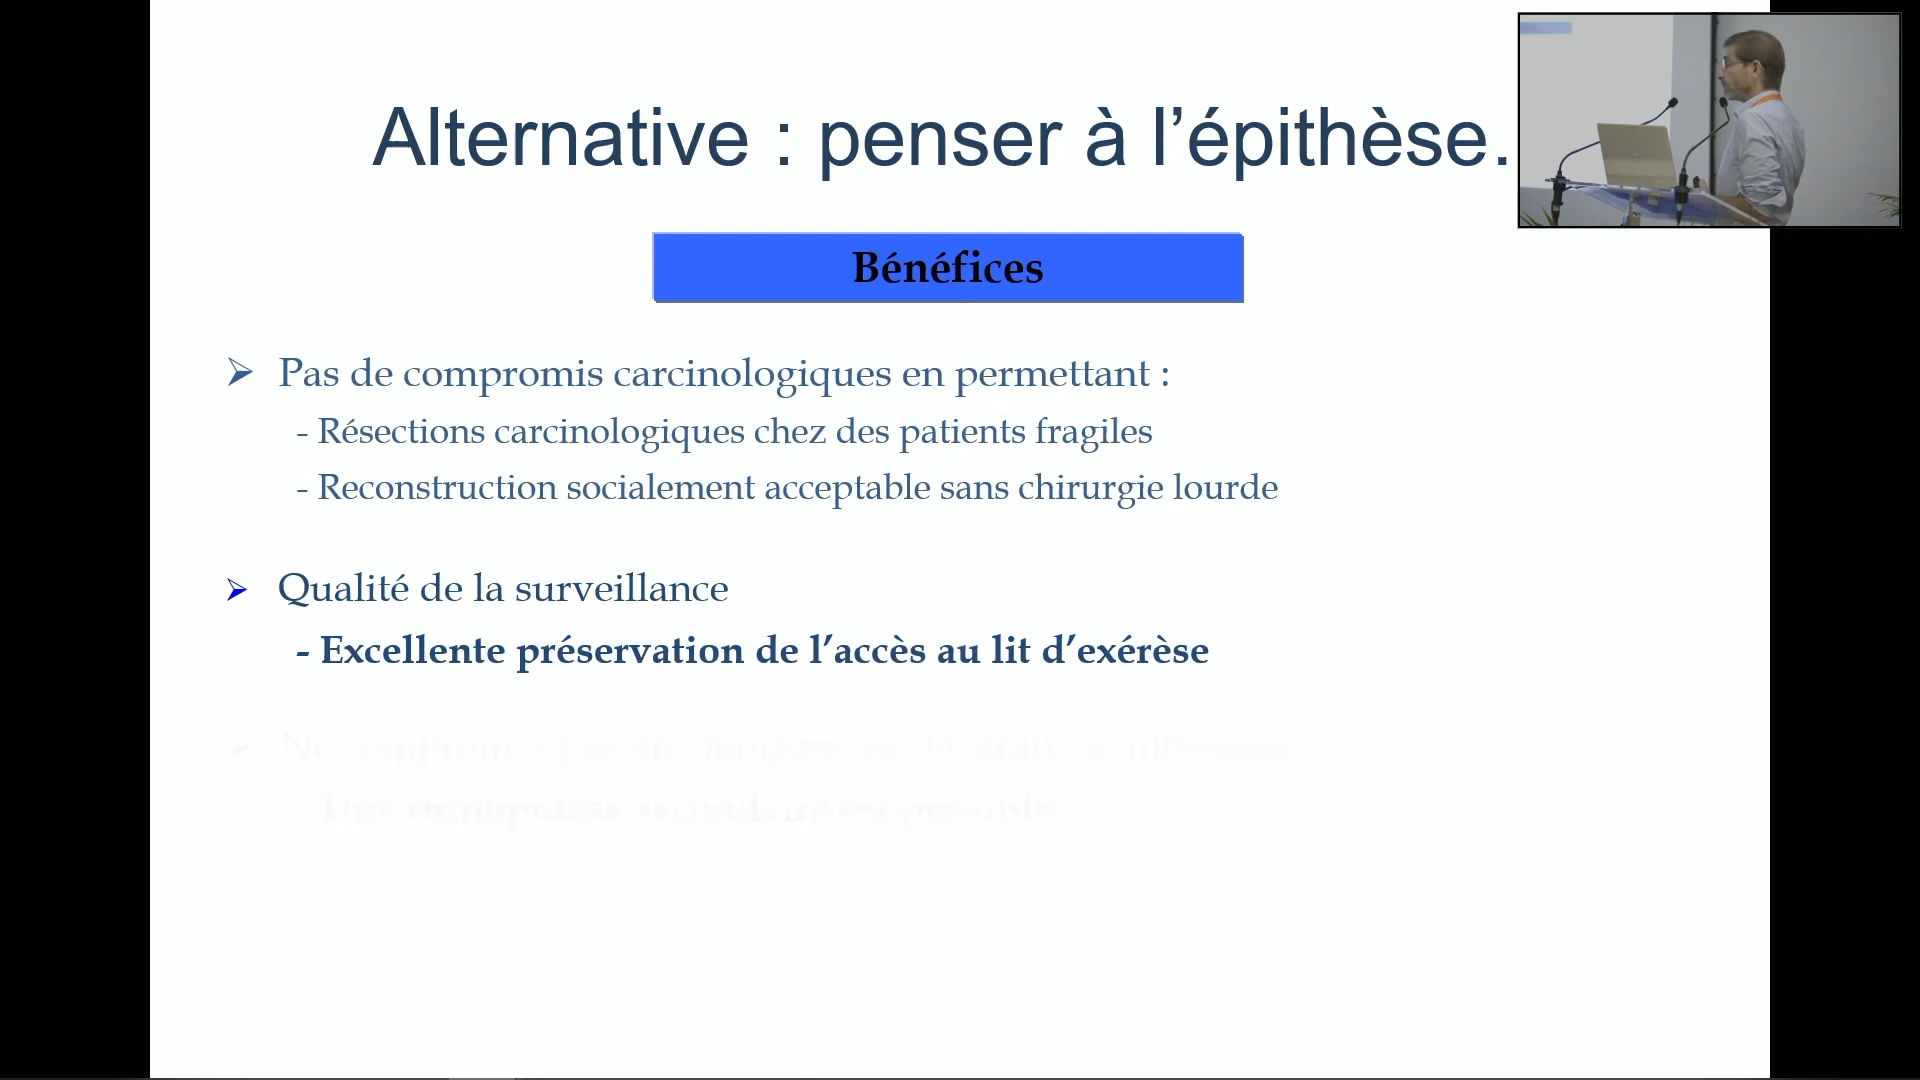 Alternative : penser à l’épithèse.
Bénéfices
➢ Pas de compromis carcinologiques en permettant :
- Résections carcinologiques chez des patients fragiles
- Reconstruction socialement acceptable sans chirurgie lourde
➢ Qualité de la surveillance
- Excellente préservation de l’accès au lit d’exérèse